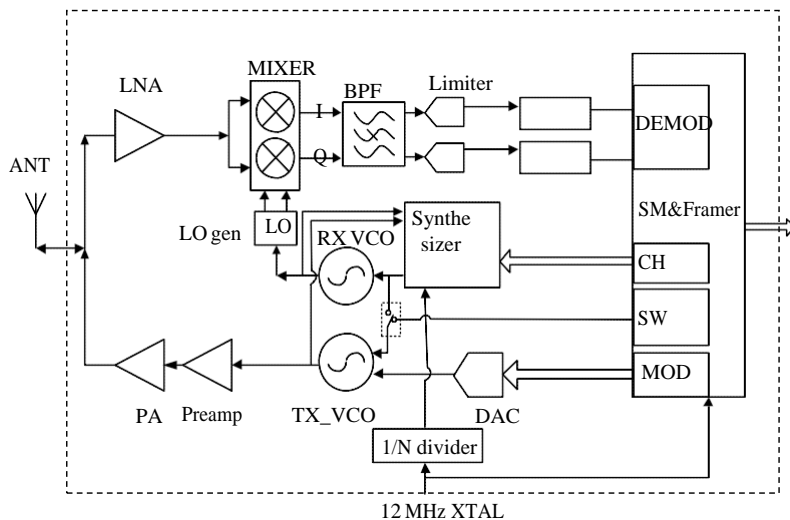 MIXER
LNA
BPF
Limiter
I
DEMOD
Q
ANT
SM&Framer
LO
Synthe
sizer
LO gen
RX VCO
CH
SW
MOD
PA
Preamp
TX_VCO
DAC
1/N divider
12 MHz XTAL